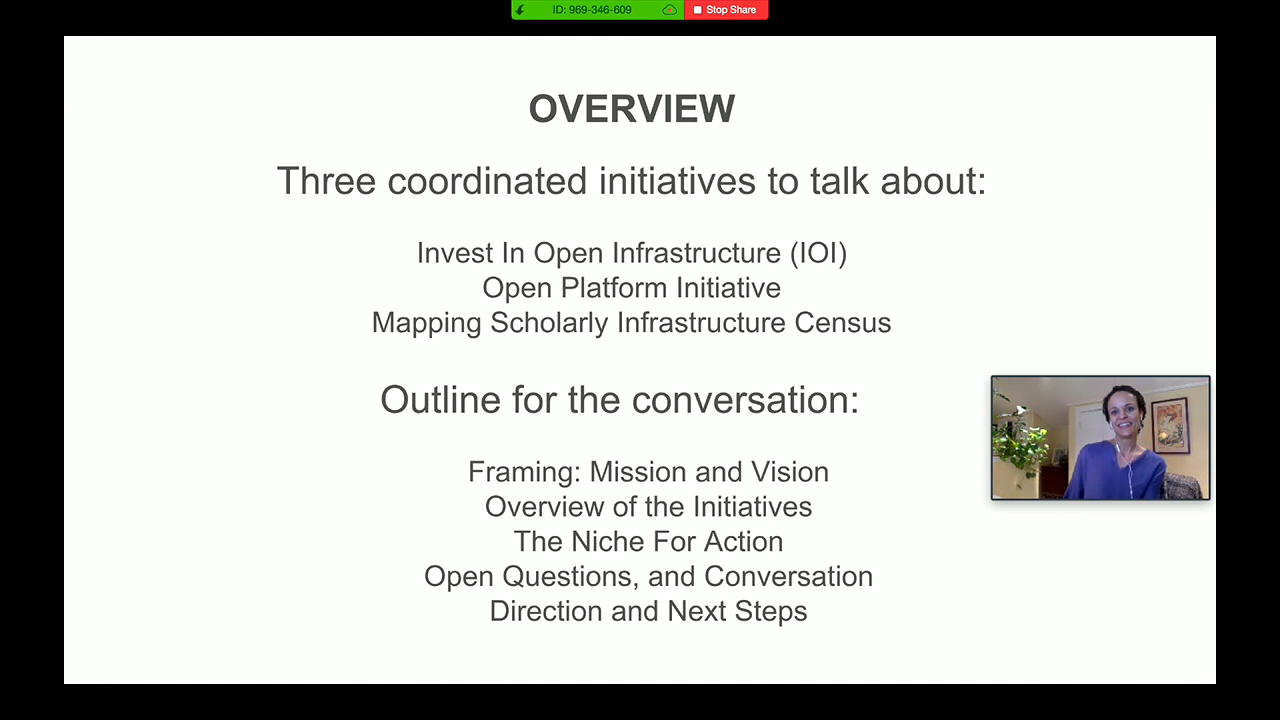 ID: 969-346-609
Stop Share
OVERVIEW
Three coordinated initiatives to talk about:
Invest In Open Infrastructure (IOI)
Open Platform Initiative
Mapping Scholarly Infrastructure Census
Outline for the conversation:
Framing: Mission and Vision
Overview of the Initiatives
The Niche For Action
Open Questions, and Conversation
Direction and Next Steps